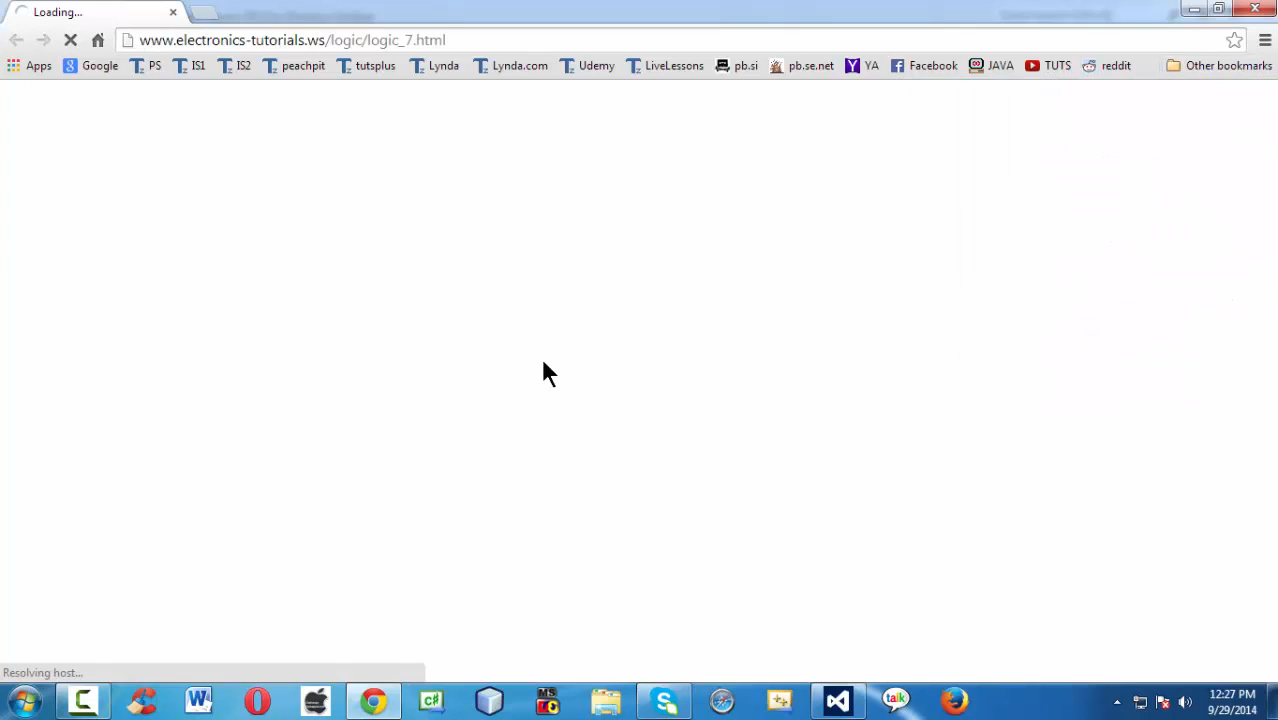 Loading...
www.electronics-tutorials.ws/logic/logic_7.html
Apps Google PS IS1 IS2 peachpit tutsplus Lynda Lynda.com Udemy LiveLessons pb.si pb.se.net YA Facebook JAVA TUTS reddit Other bookmarks
Resolving host...
MS
talk
12:27 PM
9/29/2014